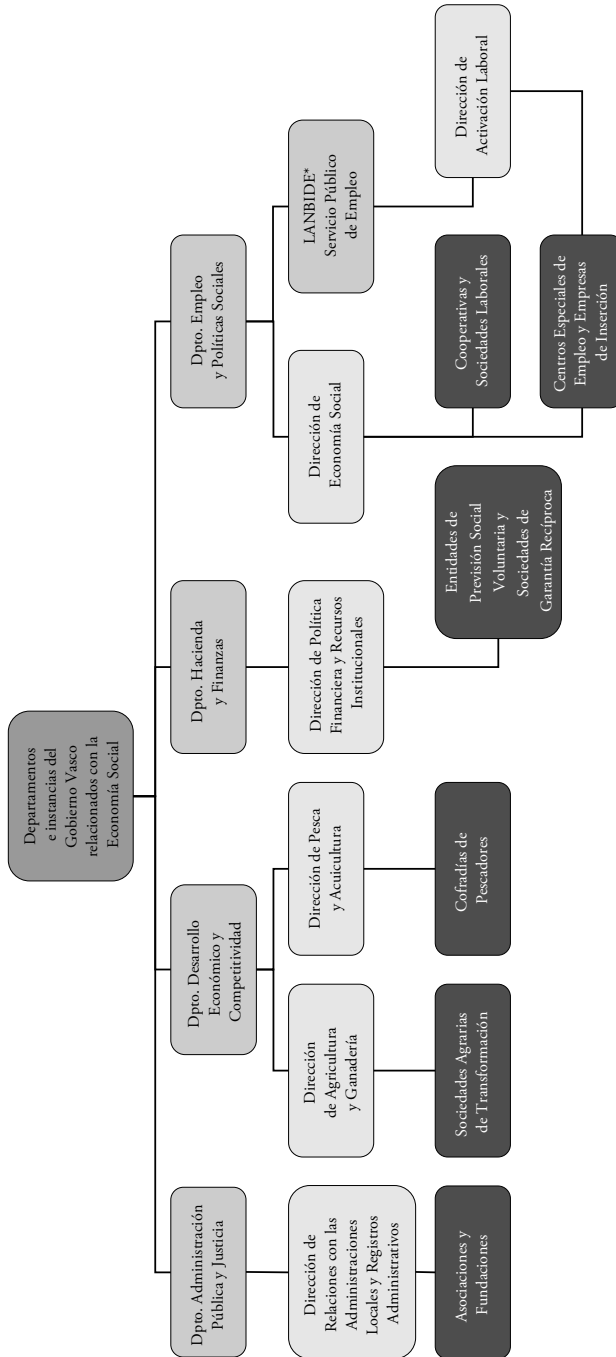 Departamentos
e instancias del
Gobierno Vasco
relacionados con la
Economía Social
Dpto. Administración
Pública y Justicia
Dpto. Desarrollo
Económico y
Competitividad
Dpto. Hacienda
y Finanzas
Dpto. Empleo
y Políticas Sociales
Dirección de
Relaciones con las
Administraciones
Locales y Registros
Administrativos
Dirección
de Agricultura
y Ganadería
Dirección de Pesca
y Acuicultura
Dirección de Política
Financiera y Recursos
Institucionales
Dirección de
Economía Social
LANBIDE*
Servicio Público
de Empleo
Asociaciones y
Fundaciones
Sociedades Agrarias
de Transformación
Cofradías de
Pescadores
Entidades de
Previsión Social
Voluntaria y
Sociedades de
Garantía Recíproca
Cooperativas y
Sociedades Laborales
Dirección de
Activación Laboral
Centros Especiales de
Empleo y Empresas
de Inserción